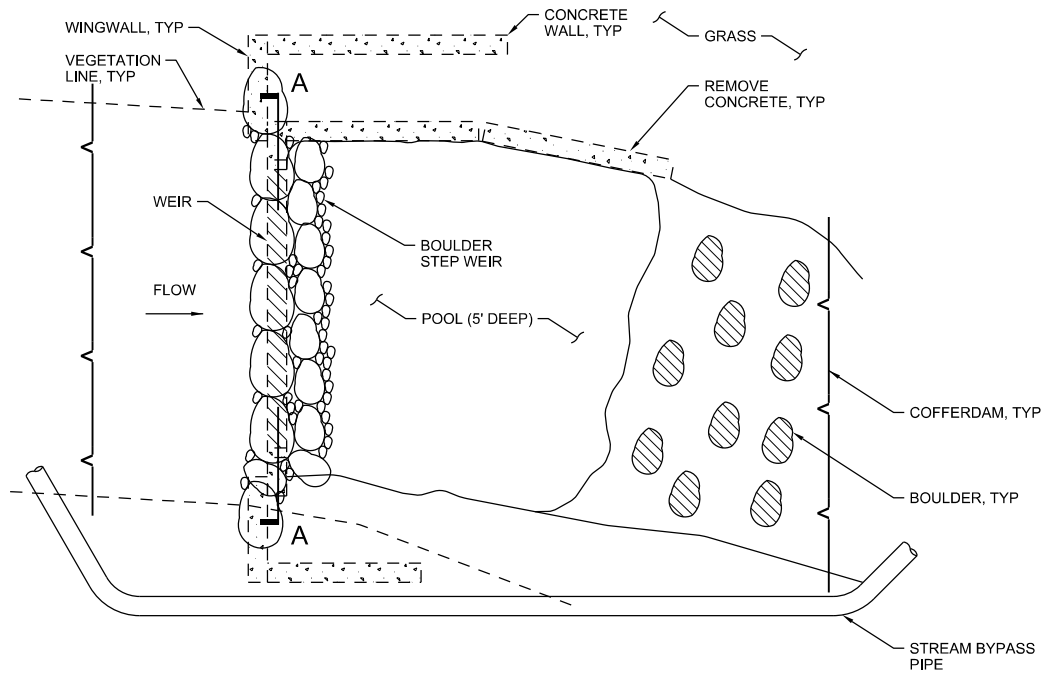 CONCRETE
WALL, TYP
WINGWALL, TYP
GRASS
VEGETATION
LINE, TYP
A
REMOVE
CONCRETE, TYP
WEIR
BOULDER
STEP WEIR
FLOW
POOL (5' DEEP)
COFFERDAM, TYP
BOULDER, TYP
A
STREAM BYPASS
PIPE